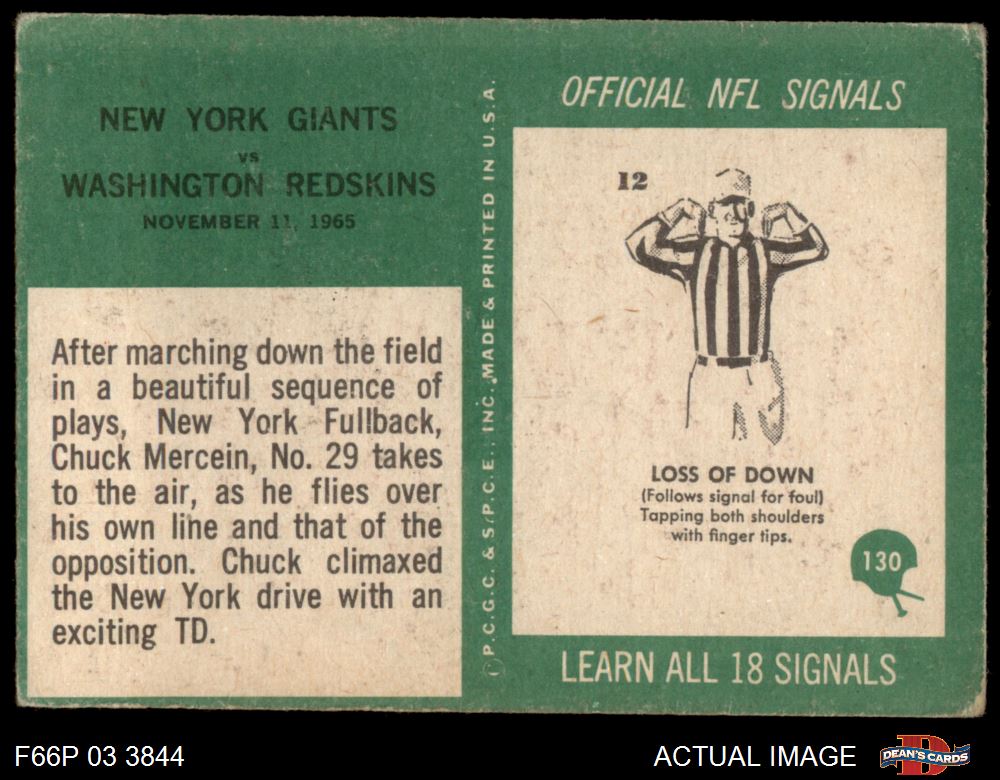 NEW YORK GIANTS
vs
WASHINGTON REDSKINS
NOVEMBER 11, 1965
After marching down the field
in a beautiful sequence of
plays, New York Fullback,
Chuck Mercein, No. 29 takes
to the air, as he flies over
his own line and that of the
opposition. Chuck climaxed
the New York drive with an
exciting TD.
Ⓒ P.C.G.C. & S.P.C.E., INC. MADE & PRINTED IN U.S.A.
OFFICIAL NFL SIGNALS
12
LOSS OF DOWN
(Follows signal for foul)
Tapping both shoulders
with finger tips.
130
LEARN ALL 18 SIGNALS
F66P 03 3844
ACTUAL IMAGE
D
DEAN'S CARDS